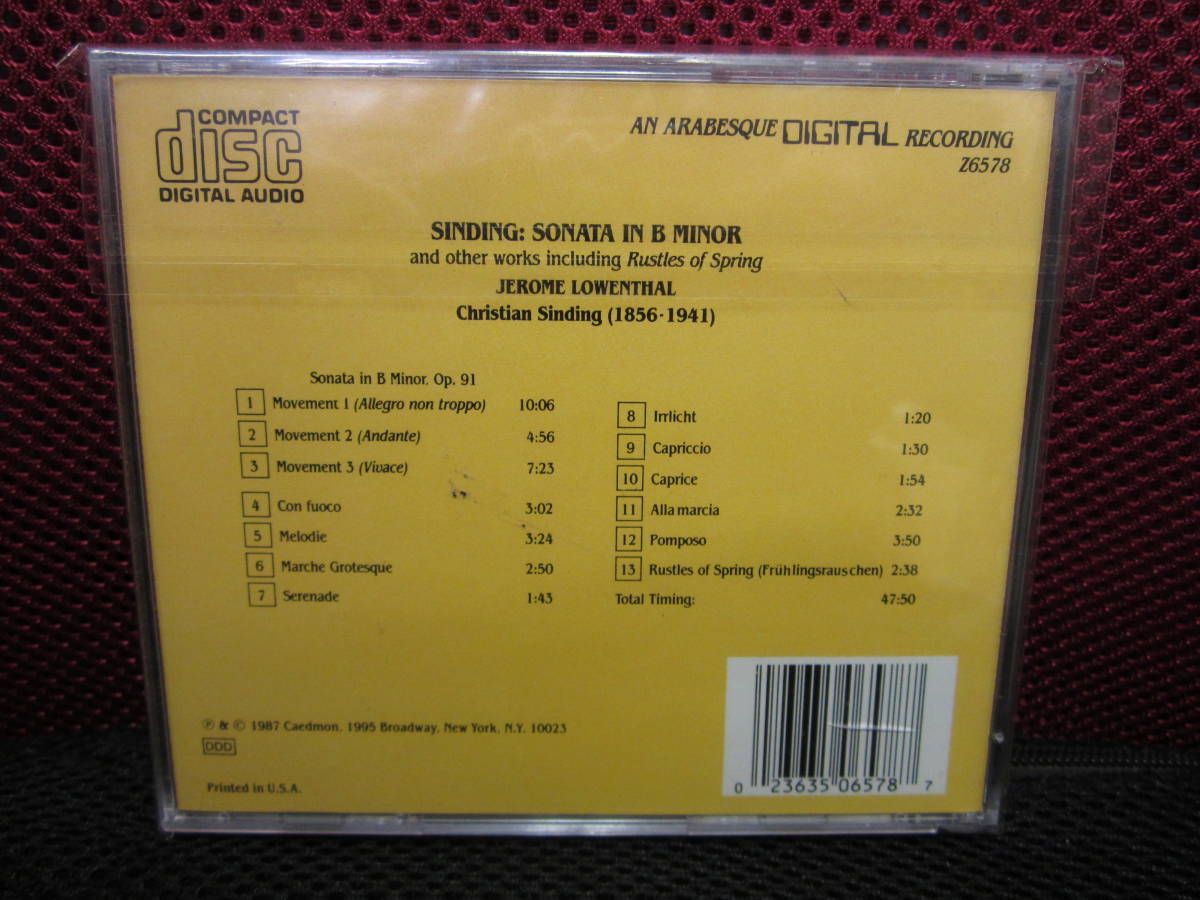 COMPACT
disc
DIGITAL AUDIO
AN ARABESQUE DIGITAL RECORDING
Z6578
SINDING: SONATA IN B MINOR
and other works including Rustles of Spring
JEROME LOWENTHAL
Christian Sinding (1856-1941)
Sonata in B Minor. Op. 91
1 Movement 1 (Allegro non troppo) 10:06
2 Movement 2 (Andante) 4:56
3 Movement 3 (Vivace) 7:23
4 Con fuoco 3:02
5 Melodie 3:24
6 Marche Grotesque 2:50
7 Serenade 1:43
8 Irrlicht 1:20
9 Capriccio 1:30
10 Caprice 1:54
11 Alla marcia 2:32
12 Pomposo 3:50
13 Rustles of Spring (Frühlingsrauschen) 2:38
Total Timing: 47:50
℗ & © 1987 Caedmon, 1995 Broadway, New York, N.Y. 10023
DDD
Printed in U.S.A.
0 23635 06578 7